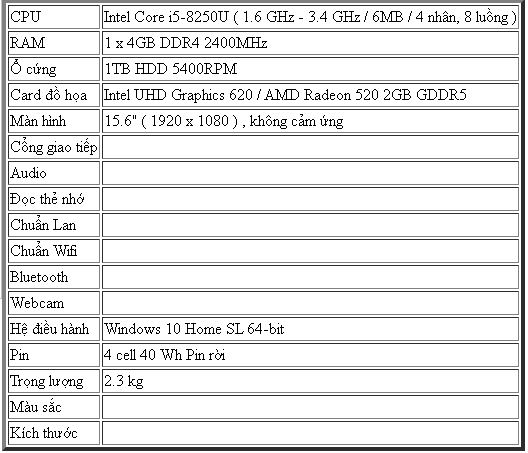 CPU Intel Core i5-8250U ( 1.6 GHz - 3.4 GHz / 6MB / 4 nhân, 8 luồng )
RAM 1 x 4GB DDR4 2400MHz
Ổ cứng 1TB HDD 5400RPM
Card đồ họa Intel UHD Graphics 620 / AMD Radeon 520 2GB GDDR5
Màn hình 15.6" ( 1920 x 1080 ) , không cảm ứng
Cổng giao tiếp
Audio
Đọc thẻ nhớ
Chuẩn Lan
Chuẩn Wifi
Bluetooth
Webcam
Hệ điều hành Windows 10 Home SL 64-bit
Pin 4 cell 40 Wh Pin rời
Trọng lượng 2.3 kg
Màu sắc
Kích thước